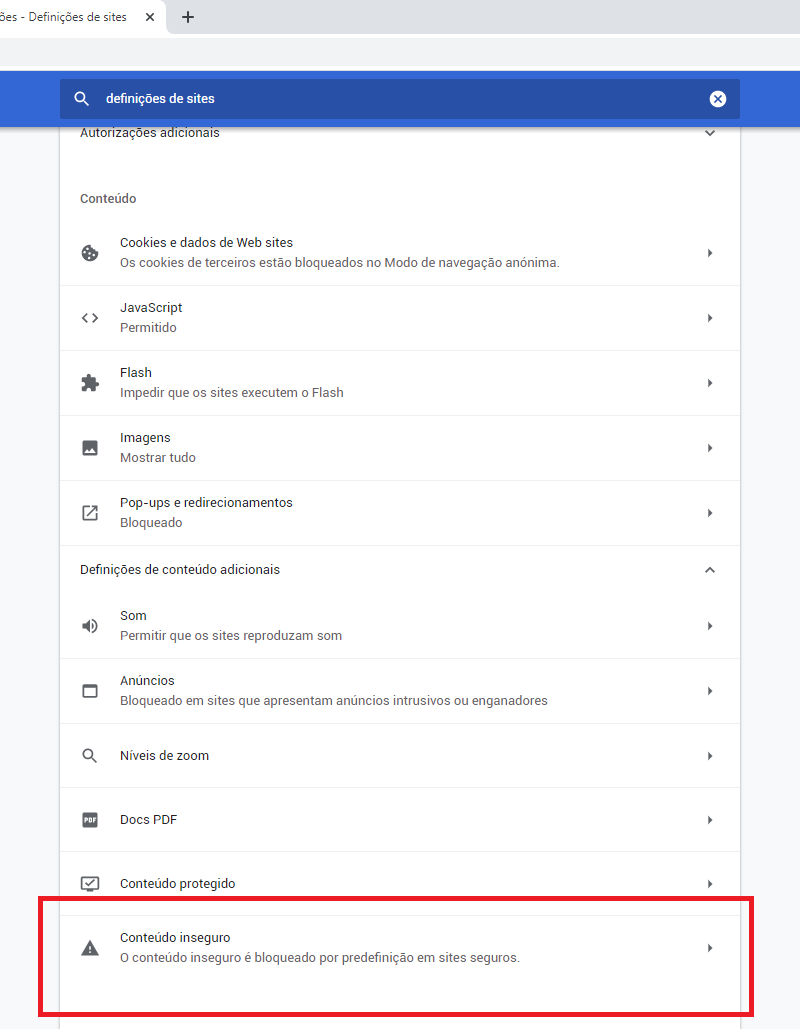 ões - Definições de sites
definições de sites
Autorizações adicionais
Conteúdo
Cookies e dados de Web sites
Os cookies de terceiros estão bloqueados no Modo de navegação anónima.
JavaScript
Permitido
Flash
Impedir que os sites executem o Flash
Imagens
Mostrar tudo
Pop-ups e redirecionamentos
Bloqueado
Definições de conteúdo adicionais
Som
Permitir que os sites reproduzam som
Anúncios
Bloqueado em sites que apresentam anúncios intrusivos ou enganadores
Níveis de zoom
PDF
Docs PDF
Conteúdo protegido
Conteúdo inseguro
O conteúdo inseguro é bloqueado por predefinição em sites seguros.